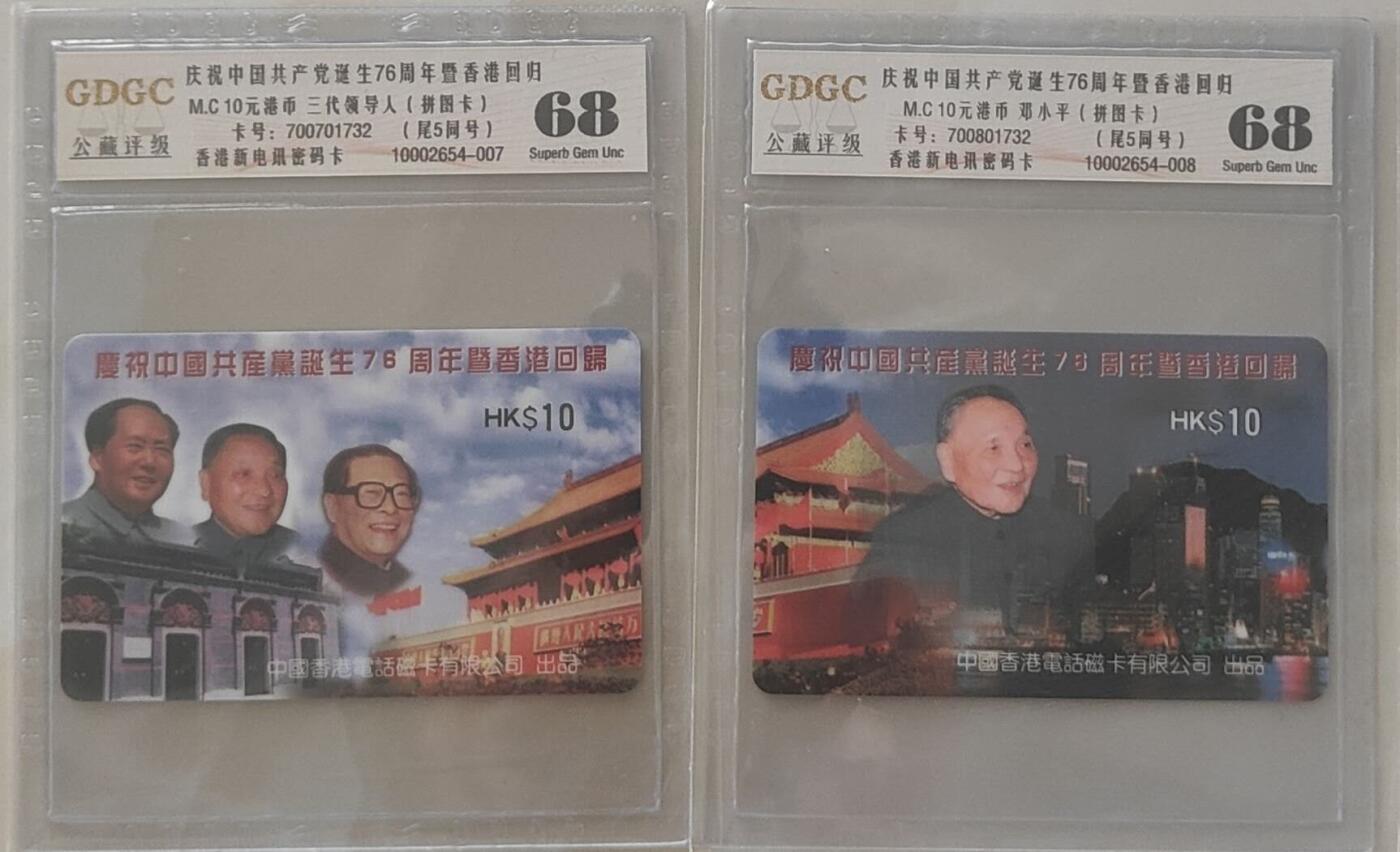 GDGC
公藏评级
庆祝中国共产党诞生76周年暨香港回归
M.C 10元港币 三代领导人（拼图卡）
卡号：700701732 （尾5同号）
香港新电讯密码卡 10002654-007
68
Superb Gem Unc
慶祝中國共産黨誕生76周年暨香港回歸
HK$10
中國香港電話磁卡有限公司 出品
GDGC
公藏评级
庆祝中国共产党诞生76周年暨香港回归
M.C 10元港币 邓小平（拼图卡）
卡号：700801732 （尾5同号）
香港新电讯密码卡 10002654-008
68
Superb Gem Unc
慶祝中國共産黨誕生76周年暨香港回歸
HK$10
中國香港電話磁卡有限公司 出品